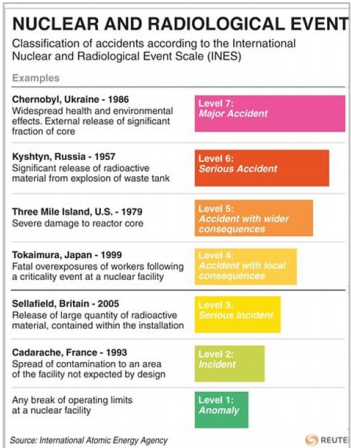 NUCLEAR AND RADIOLOGICAL EVENT
Classification of accidents according to the International
Nuclear and Radiological Event Scale (INES)
Examples
Chernobyl, Ukraine - 1986
Widespread health and environmental
effects. External release of significant
fraction of core
Level 7:
Major Accident
Kyshtyn, Russia - 1957
Significant release of radioactive
material from explosion of waste tank
Level 6:
Serious Accident
Three Mile Island, U.S. - 1979
Severe damage to reactor core
Level 5:
Accident with wider
consequences
Tokaimura, Japan - 1999
Fatal overexposures of workers following
a criticality event at a nuclear facility
Level 4:
Accident with local
consequences
Sellafield, Britain - 2005
Release of large quantity of radioactive
material, contained within the installation
Level 3:
Serious Incident
Cadarache, France - 1993
Spread of contamination to an area
of the facility not expected by design
Level 2:
Incident
Any break of operating limits
at a nuclear facility
Level 1:
Anomaly
Source: International Atomic Energy Agency
REUTE